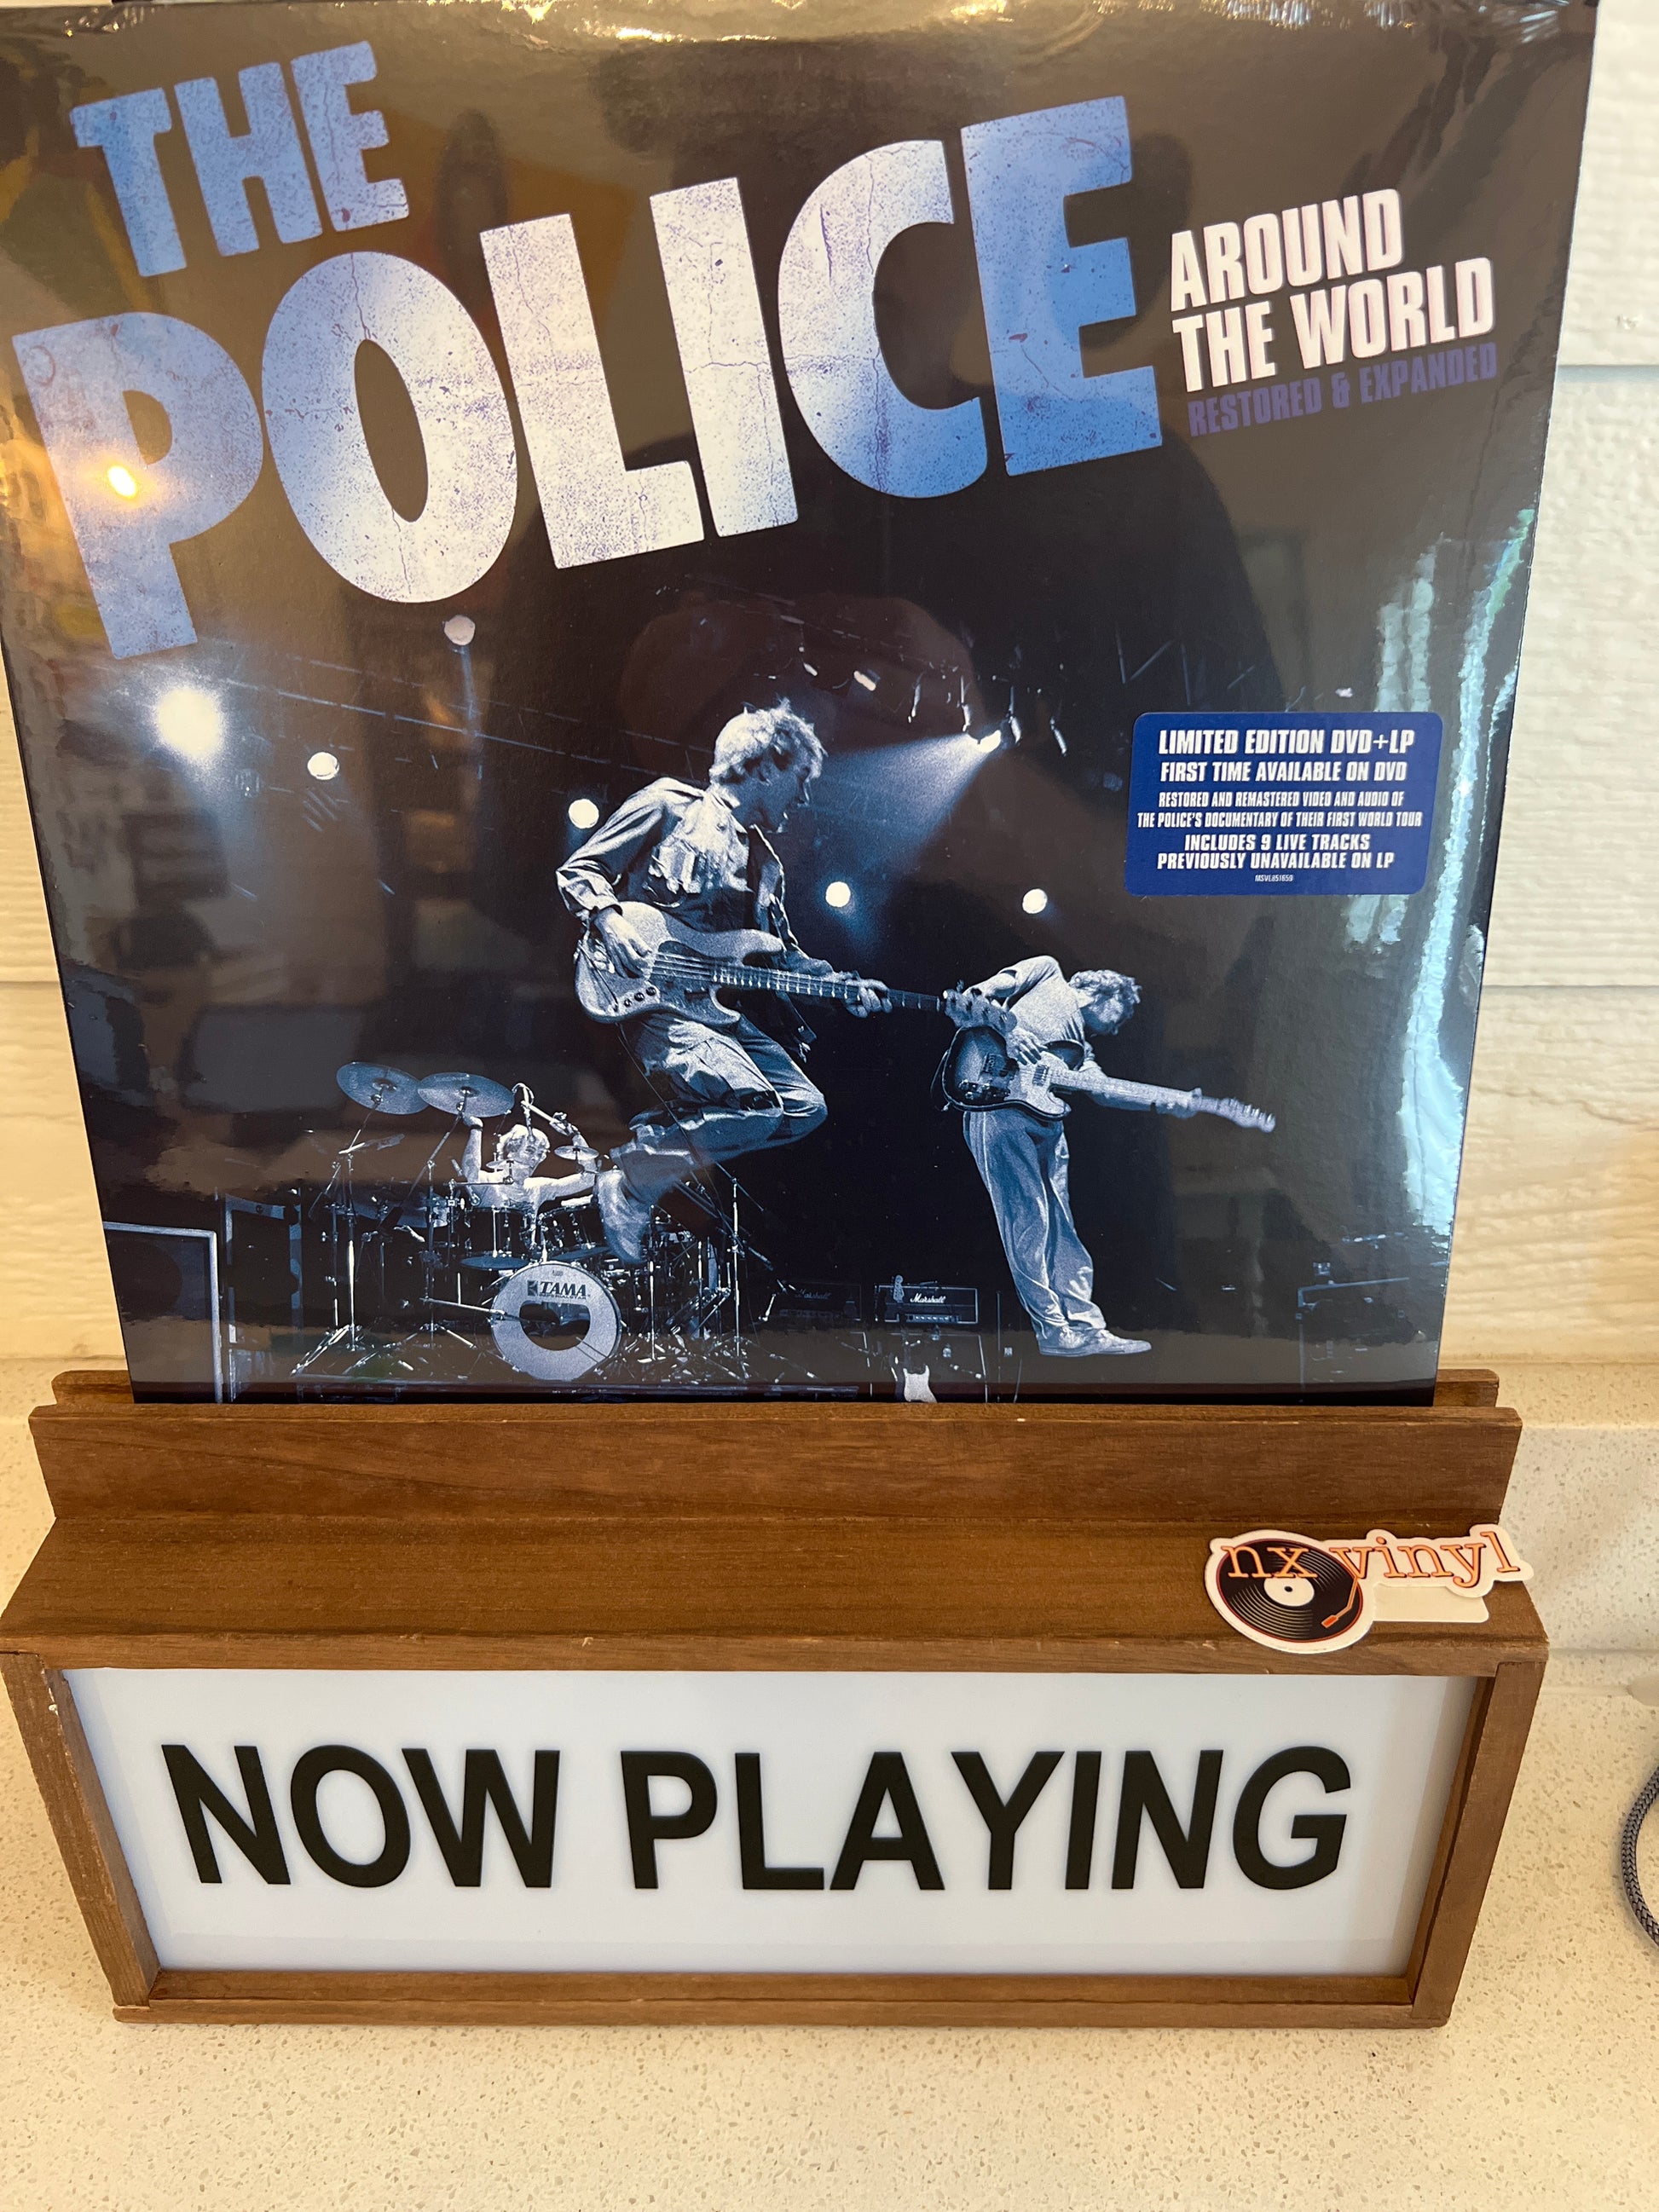 THE
POLICE
AROUND
THE WORLD
RESTORED & EXPANDED
LIMITED EDITION DVD+LP
FIRST TIME AVAILABLE ON DVD
RESTORED AND REMASTERED VIDEO AND AUDIO OF
THE POLICE'S DOCUMENTARY OF THEIR FIRST WORLD TOUR
INCLUDES 9 LIVE TRACKS
PREVIOUSLY UNAVAILABLE ON LP
MSVL851659
TAMA
Marshall
Marshall
nx vinyl
NOW PLAYING